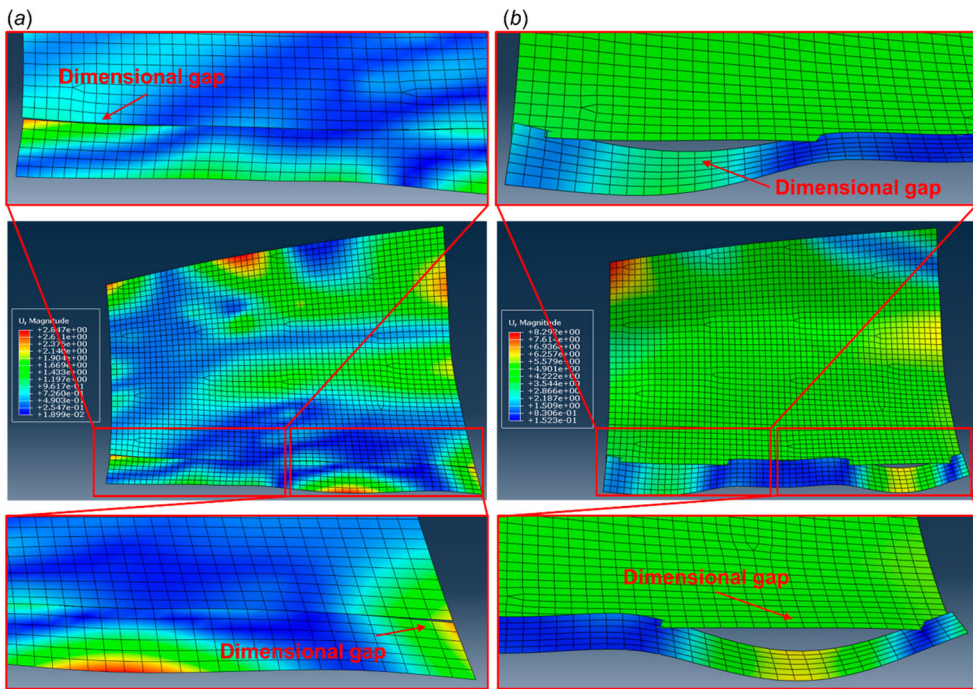 (a)
(b)
Dimensional gap
Dimensional gap
U, Magnitude
+2.847e+00
+2.611e+00
+2.376e+00
+2.140e+00
+1.904e+00
+1.669e+00
+1.433e+00
+1.197e+00
+9.617e-01
+7.260e-01
+4.903e-01
+2.547e-01
+1.899e-02
U, Magnitude
+8.292e+00
+7.614e+00
+6.936e+00
+6.257e+00
+5.579e+00
+4.901e+00
+4.222e+00
+3.544e+00
+2.866e+00
+2.187e+00
+1.509e+00
+8.306e-01
+1.523e-01
Dimensional gap
Dimensional gap